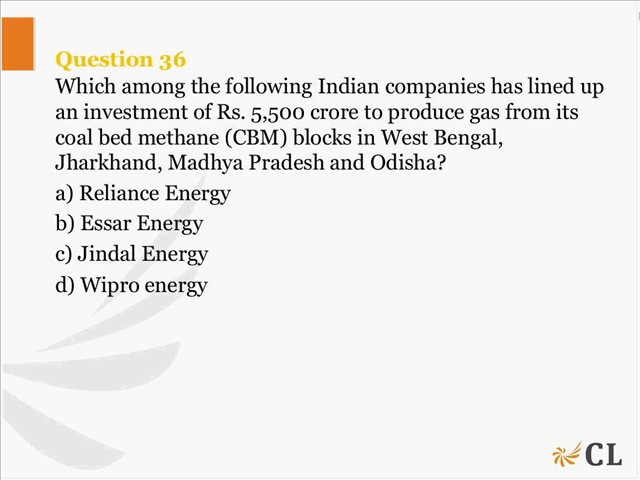 Question 36
Which among the following Indian companies has lined up
an investment of Rs. 5,500 crore to produce gas from its
coal bed methane (CBM) blocks in West Bengal,
Jharkhand, Madhya Pradesh and Odisha?
a) Reliance Energy
b) Essar Energy
c) Jindal Energy
d) Wipro energy
CL